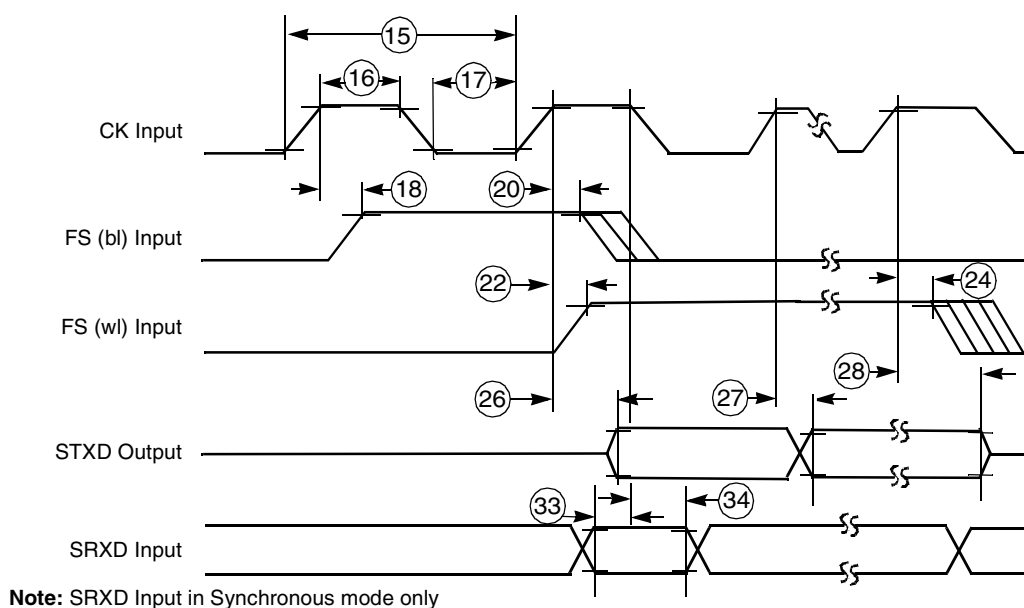 15
16
17
CK Input
18
20
FS (bl) Input
22
24
FS (wl) Input
28
26
27
STXD Output
33
34
SRXD Input
Note: SRXD Input in Synchronous mode only